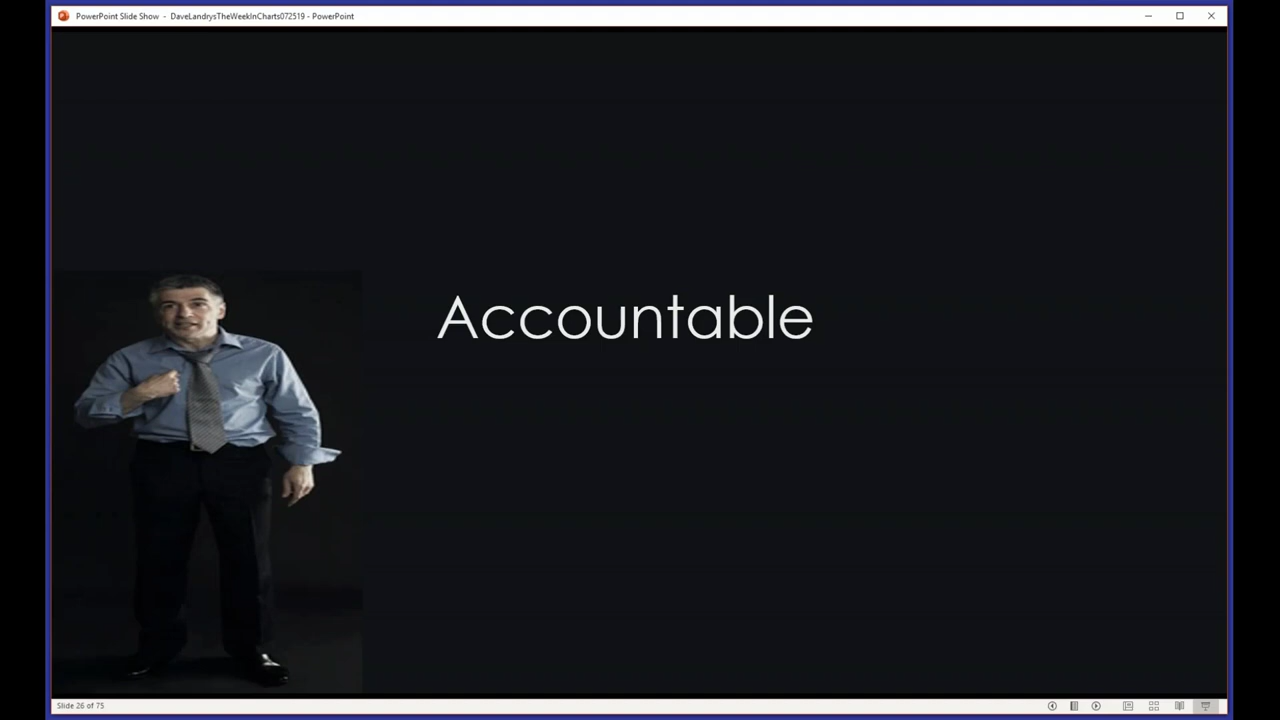 PowerPoint Slide Show - DaveLandrysTheWeekInCharts072519 - PowerPoint
Accountable
Slide 26 of 75